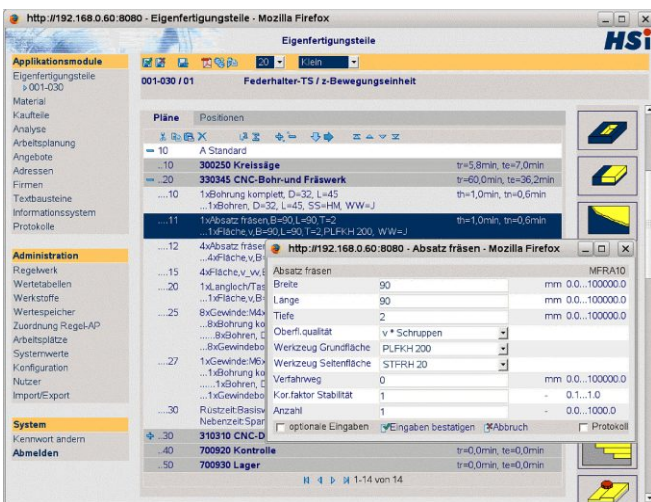 http://192.168.0.60:8080 - Eigenfertigungsteile - Mozilla Firefox
Eigenfertigungsteile
HSi
Applikationsmodule
Eigenfertigungsteile
001-030
Material
Kaufteile
Analyse
Arbeitsplanung
Angebote
Adressen
Firmen
Textbausteine
Informationssystem
Protokolle
Administration
Regelwerk
Wertetabellen
Werkstoffe
Wertespeicher
Zuordnung Regel-AP
Arbeitsplätze
Systemwerte
Konfiguration
Nutzer
Import/Export
System
Kennwort ändern
Abmelden
20 Klein
001-030 / 01 Federhalter-TS / z-Bewegungseinheit
Pläne Positionen
10 A Standard
..10 300250 Kreissäge tr=5,8min, te=7,0min
..20 330345 CNC-Bohr-und Fräswerk tr=60,0min, te=36,2min
....10 1xBohrung komplett, D=32, L=45 th=1,0min, tn=0,6min
...1xBohren, D=32, L=45, SS=HM, WW=J
....11 1xAbsatz fräsen,B=90,L=90,T=2 th=1,0min, tn=0,6min
...1xFläche,v,B=90,L=90,T=2,PLFKH 200, WW=J
....12 4xAbsatz fräsen
...4xFläche,v,B=
....15 4xFläche,v_vv,
....20 1xLangloch/Tas
...1xFläche,v,B=
....25 8xGewinde:M4x
...8xBohrung ko
.....8xBohren, D
...8xGewindebo
....27 1xGewinde:M6x
...1xBohrung ko
......1xBohren, D
...1xGewindebo
....30 Rüstzeit:Basisw
Nebenzeit:Span
..30 310310 CNC-D
..40 700920 Kontrolle tr=0,0min, te=0,0min
..50 700930 Lager tr=0,0min, te=0,0min
1-14 von 14
http://192.168.0.60:8080 - Absatz fräsen - Mozilla Firefox
Absatz fräsen MFRA10
Breite 90 mm 0.0...100000.0
Länge 90 mm 0.0...100000.0
Tiefe 2 mm 0.0...100000.0
Oberfl.qualität v * Schruppen
Werkzeug Grundfläche PLFKH 200
Werkzeug Seitenfläche STFRH 20
Verfahrweg 0 mm 0.0...100000.0
Kor.faktor Stabilität 1 - 0.1...1.0
Anzahl 1 - 0.0...1000.0
optionale Eingaben Eingaben bestätigen Abbruch Protokoll